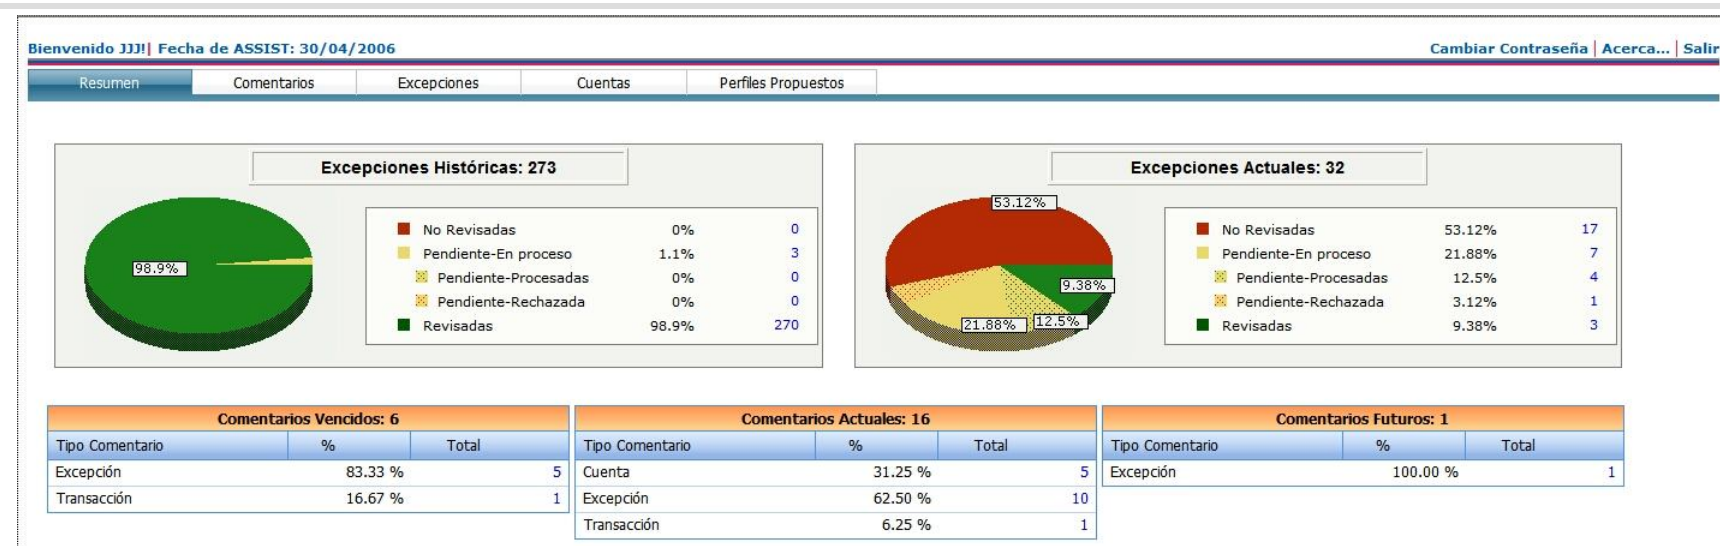 Bienvenido JJJ!| Fecha de ASSIST: 30/04/2006
Cambiar Contraseña | Acerca... | Salir
Resumen Comentarios Excepciones Cuentas Perfiles Propuestos
Excepciones Históricas: 273
98.9%
No Revisadas 0% 0
Pendiente-En proceso 1.1% 3
Pendiente-Procesadas 0% 0
Pendiente-Rechazada 0% 0
Revisadas 98.9% 270
Excepciones Actuales: 32
53.12%
9.38%
21.88%
12.5%
No Revisadas 53.12% 17
Pendiente-En proceso 21.88% 7
Pendiente-Procesadas 12.5% 4
Pendiente-Rechazada 3.12% 1
Revisadas 9.38% 3
Comentarios Vencidos: 6
Tipo Comentario % Total
Excepción 83.33 % 5
Transacción 16.67 % 1
Comentarios Actuales: 16
Tipo Comentario % Total
Cuenta 31.25 % 5
Excepción 62.50 % 10
Transacción 6.25 % 1
Comentarios Futuros: 1
Tipo Comentario % Total
Excepción 100.00 % 1